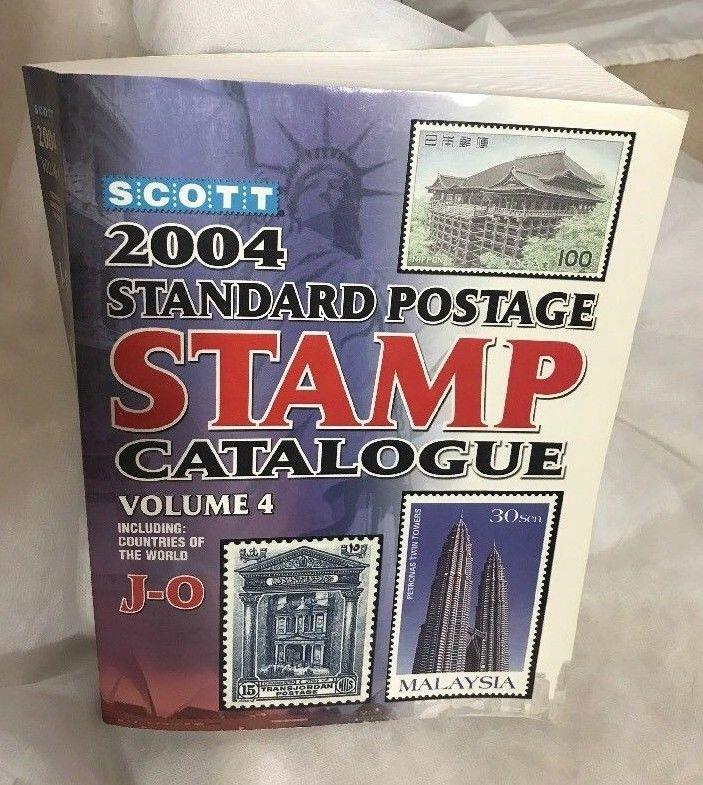 SCOTT
2004
SCOTT
2004
STANDARD POSTAGE
STAMP
CATALOGUE
VOLUME 4
INCLUDING:
COUNTRIES OF
THE WORLD
J-O
日本郵便
NIPPON
100
15
TRANSJORDAN
POSTAGE
MILS
30sen
PETRONAS TWIN TOWERS
MALAYSIA